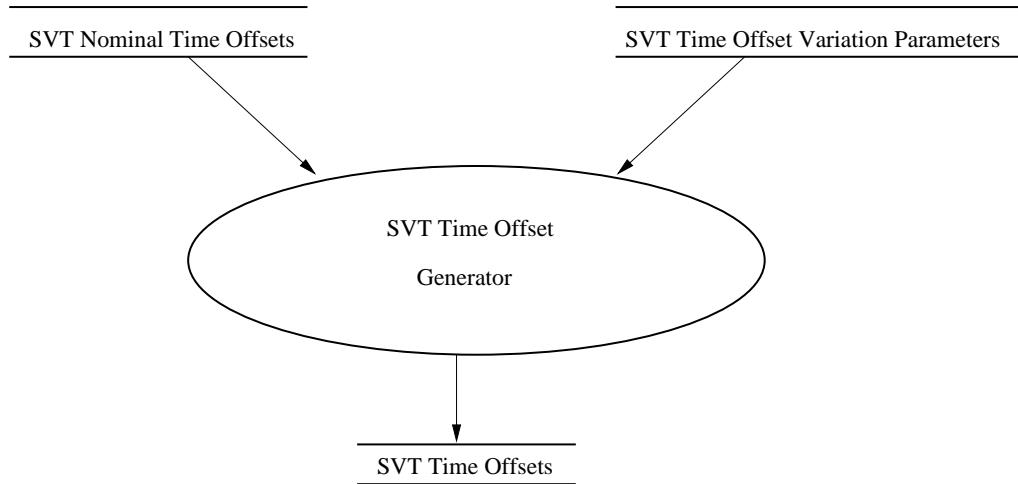 SVT Nominal Time Offsets
SVT Time Offset Variation Parameters
SVT Time Offset
Generator
SVT Time Offsets